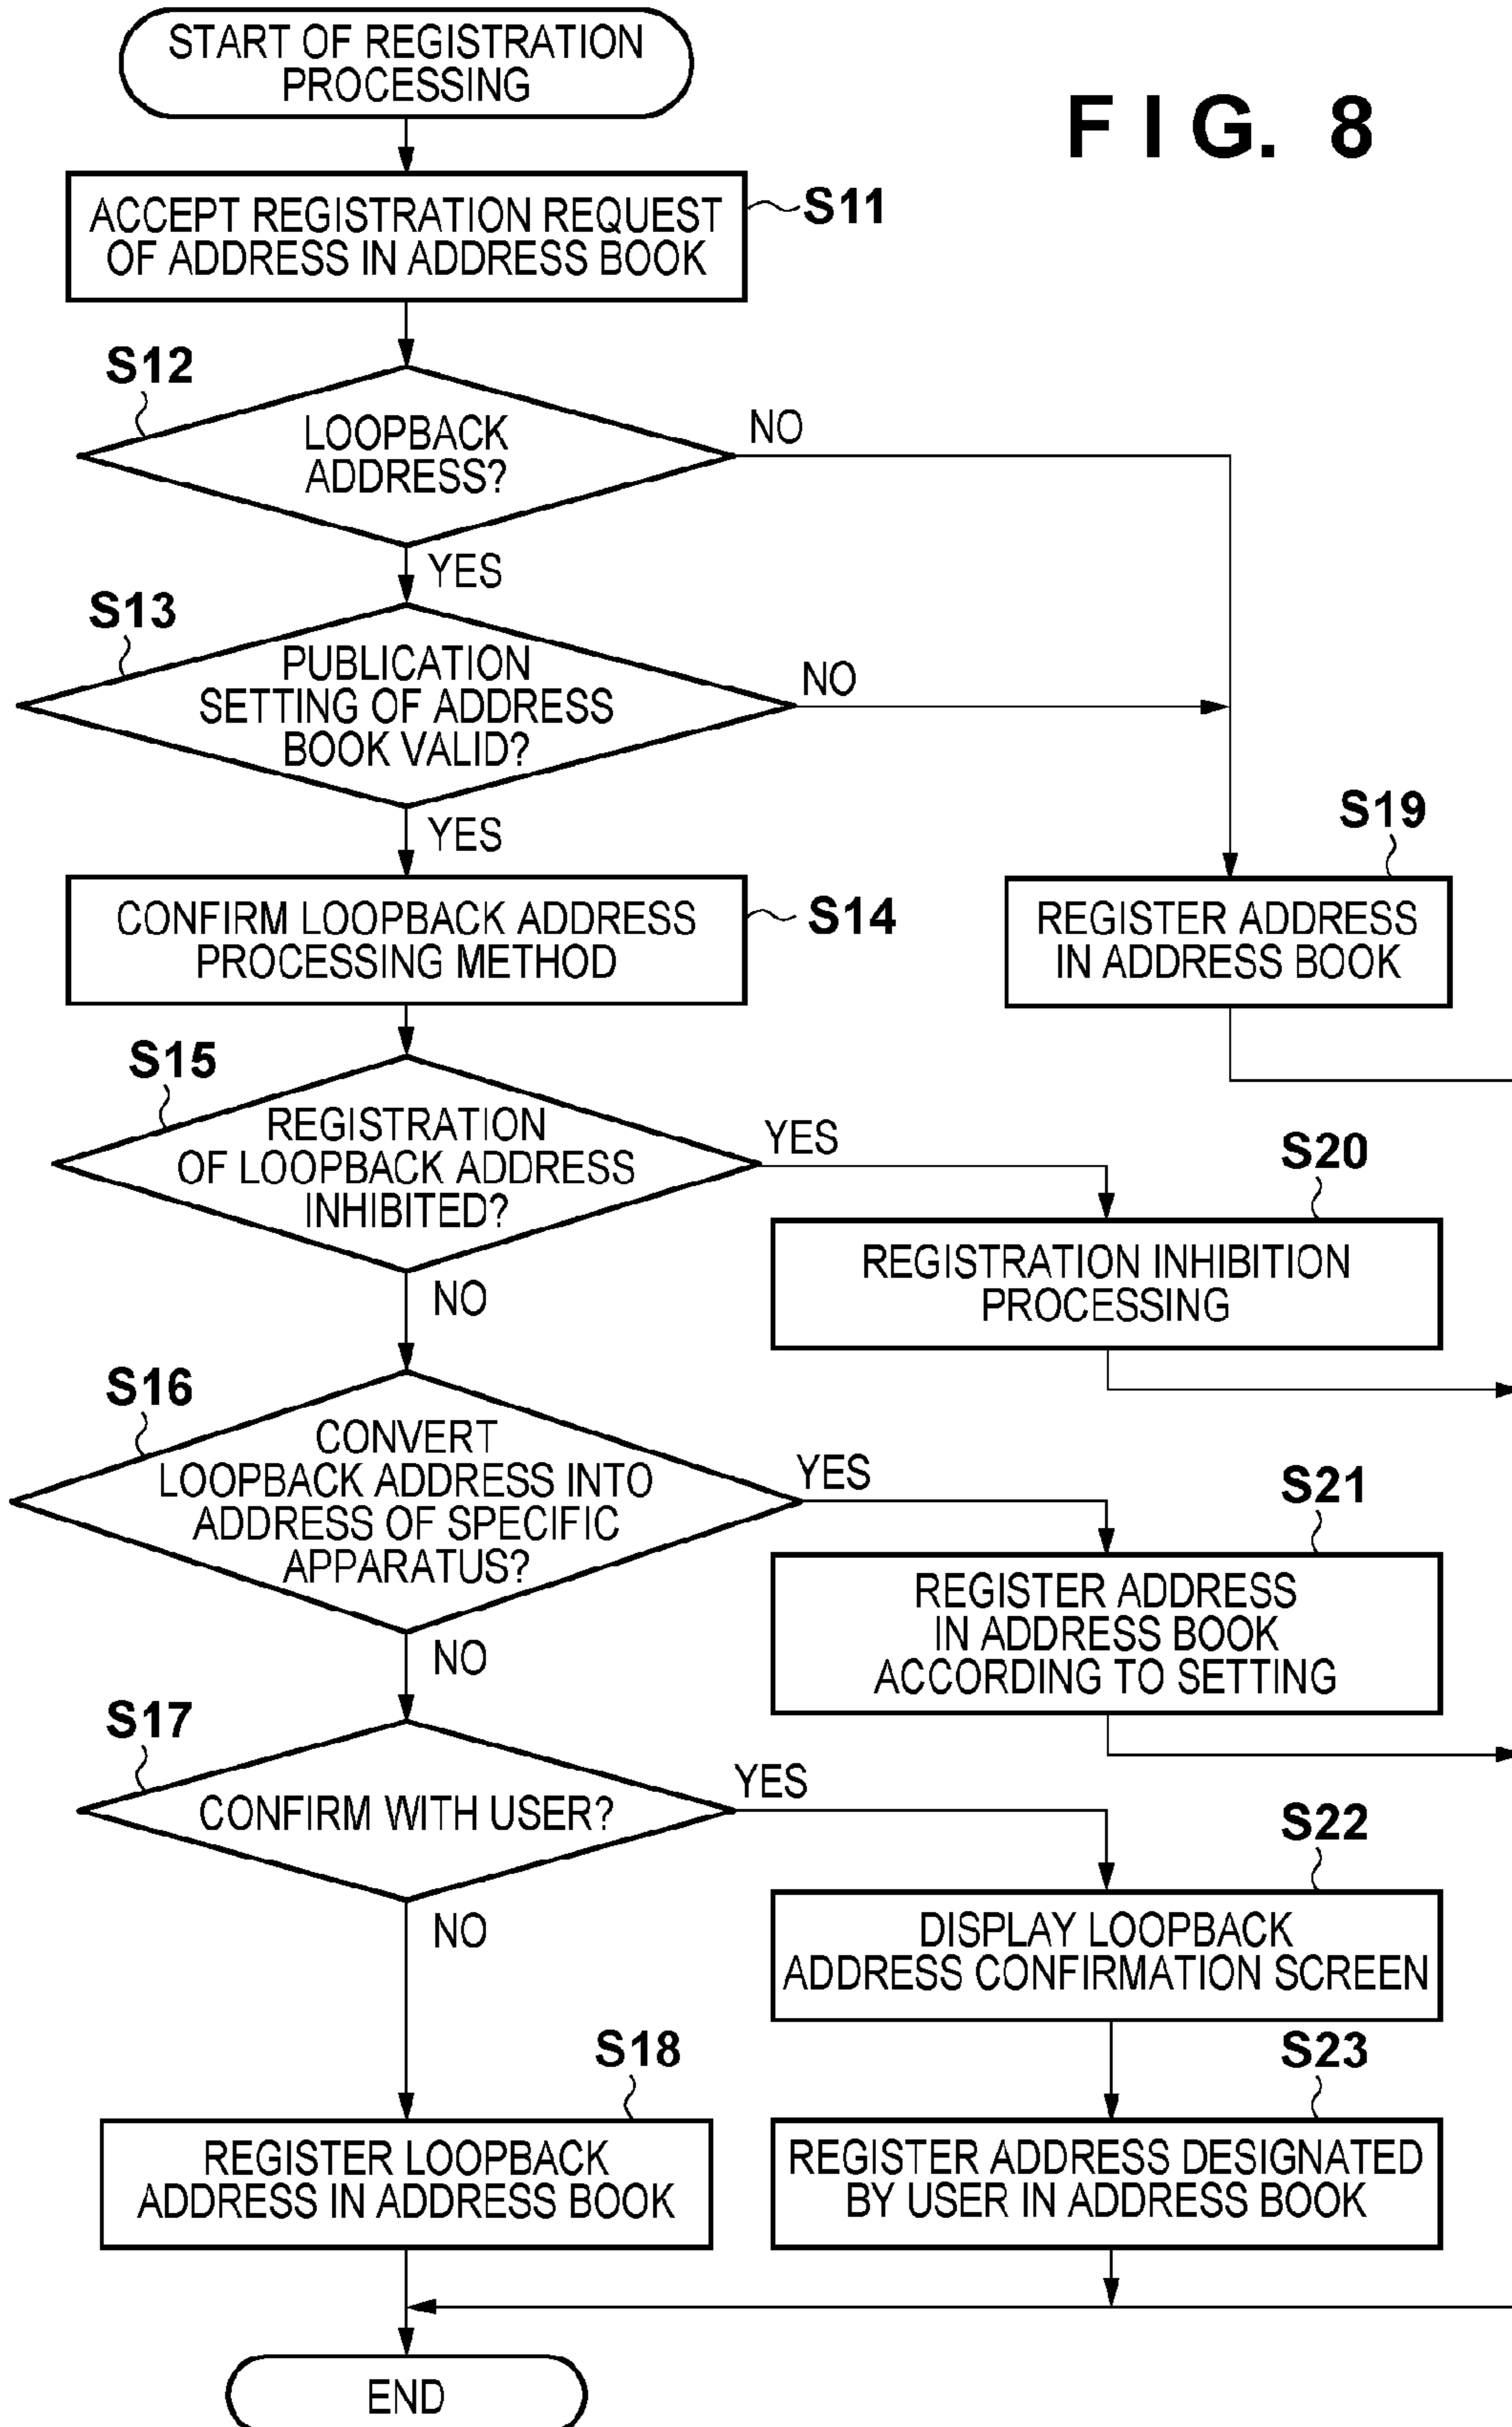 START OF REGISTRATION
PROCESSING
FIG. 8
ACCEPT REGISTRATION REQUEST
OF ADDRESS IN ADDRESS BOOK
S11
S12
LOOPBACK
ADDRESS?
NO
YES
S13
PUBLICATION
SETTING OF ADDRESS
BOOK VALID?
NO
YES
S19
REGISTER ADDRESS
IN ADDRESS BOOK
CONFIRM LOOPBACK ADDRESS
PROCESSING METHOD
S14
S15
REGISTRATION
OF LOOPBACK ADDRESS
INHIBITED?
YES
NO
S20
REGISTRATION INHIBITION
PROCESSING
S16
CONVERT
LOOPBACK ADDRESS INTO
ADDRESS OF SPECIFIC
APPARATUS?
YES
NO
S21
REGISTER ADDRESS
IN ADDRESS BOOK
ACCORDING TO SETTING
S17
CONFIRM WITH USER?
YES
NO
S22
DISPLAY LOOPBACK
ADDRESS CONFIRMATION SCREEN
S18
REGISTER LOOPBACK
ADDRESS IN ADDRESS BOOK
S23
REGISTER ADDRESS DESIGNATED
BY USER IN ADDRESS BOOK
END